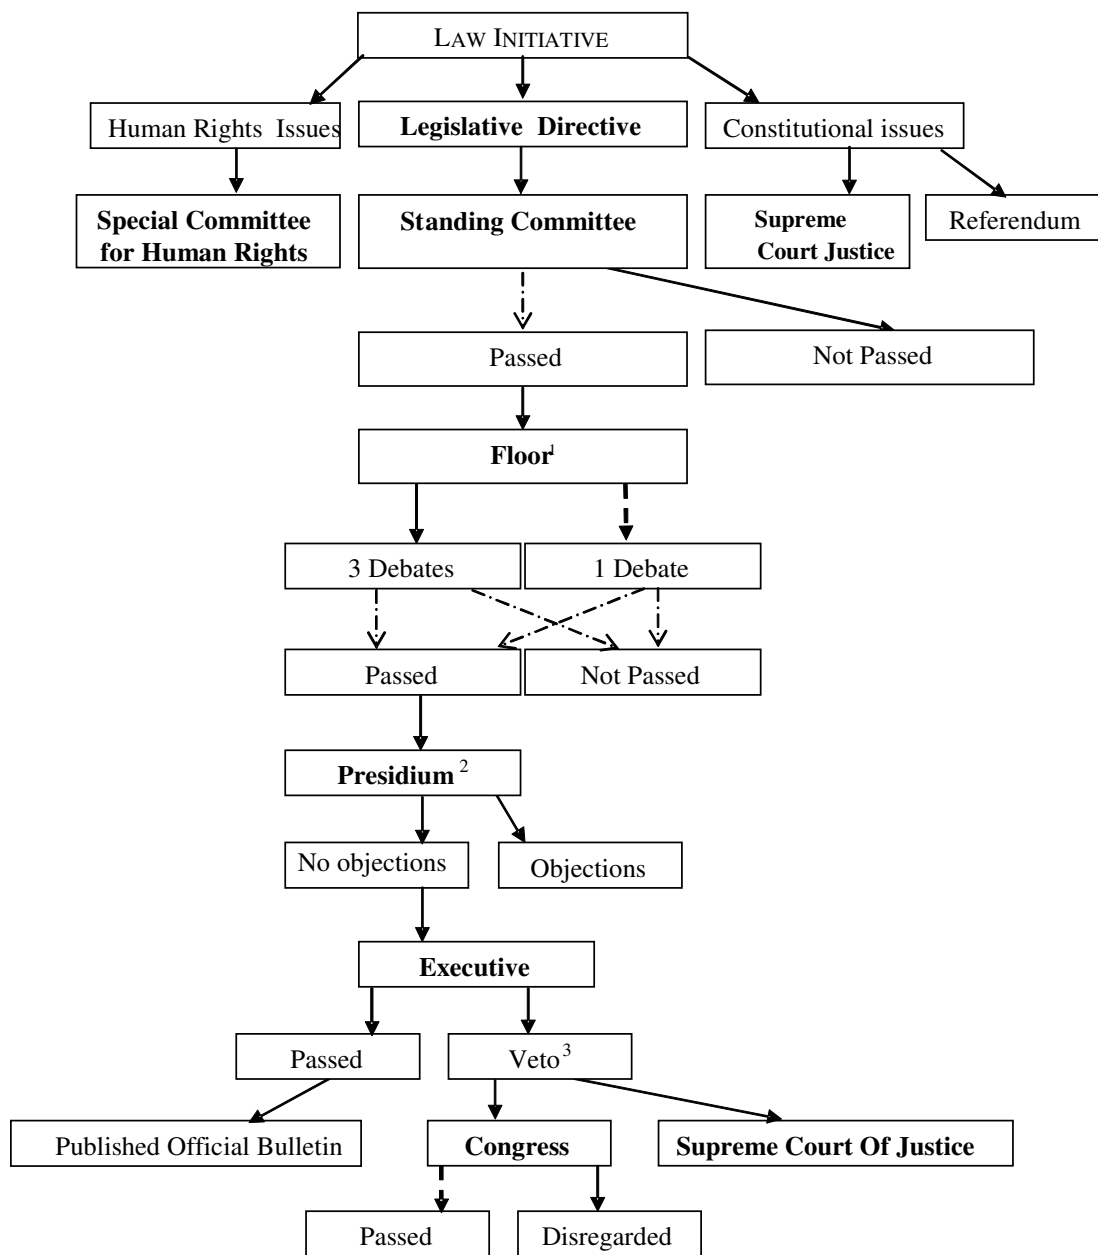 LAW INITIATIVE
Human Rights Issues
Legislative Directive
Constitutional issues
Special Committee
for Human Rights
Standing Committee
Supreme
Court Justice
Referendum
Passed
Not Passed
Floor1
3 Debates
1 Debate
Passed
Not Passed
Presidium 2
No objections
Objections
Executive
Passed
Veto3
Published Official Bulletin
Congress
Supreme Court Of Justice
Passed
Disregarded